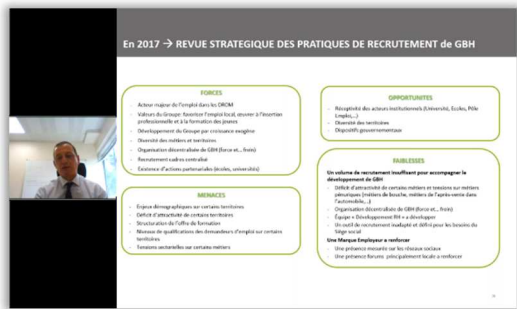 En 2017 → REVUE STRATEGIQUE DES PRATIQUES DE RECRUTEMENT de GBH
FORCES
- Acteur majeur de l'emploi dans les DROM
- Valeurs du Groupe: favoriser l'emploi local, œuvrer à l'insertion
professionnelle et à la formation des jeunes
- Développement du Groupe par croissance exogène
- Diversité des métiers et territoires
- Organisation décentralisée de GBH (force et... frein)
- Recrutement cadres centralisé
- Existence d'actions partenariales (écoles, universités)
MENACES
- Enjeux démographiques sur certains territoires
- Déficit d'attractivité de certains territoires
- Structuration de l'offre de formation
- Niveaux de qualifications des demandeurs d'emploi sur certains
territoires
- Tensions sectorielles sur certains métiers
OPPORTUNITES
- Réceptivité des acteurs institutionnels (Université, Ecoles, Pôle
Emploi,...)
- Diversité des territoires
- Dispositifs gouvernementaux
FAIBLESSES
Un volume de recrutement insuffisant pour accompagner le
développement de GBH
- Déficit d'attractivité de certains métiers et tensions sur métiers
pénuriques (métiers de bouche, métiers de l'après-vente dans
l'automobile,...)
- Organisation décentralisée de GBH (force et... frein)
- Équipe « Développement RH » a développer
- Un outil de recrutement inadapté et défini pour les besoins du
Siège social
Une Marque Employeur a renforcer
- Une présence mesurée sur les réseaux sociaux
- Une présence forums principalement locale a renforcer